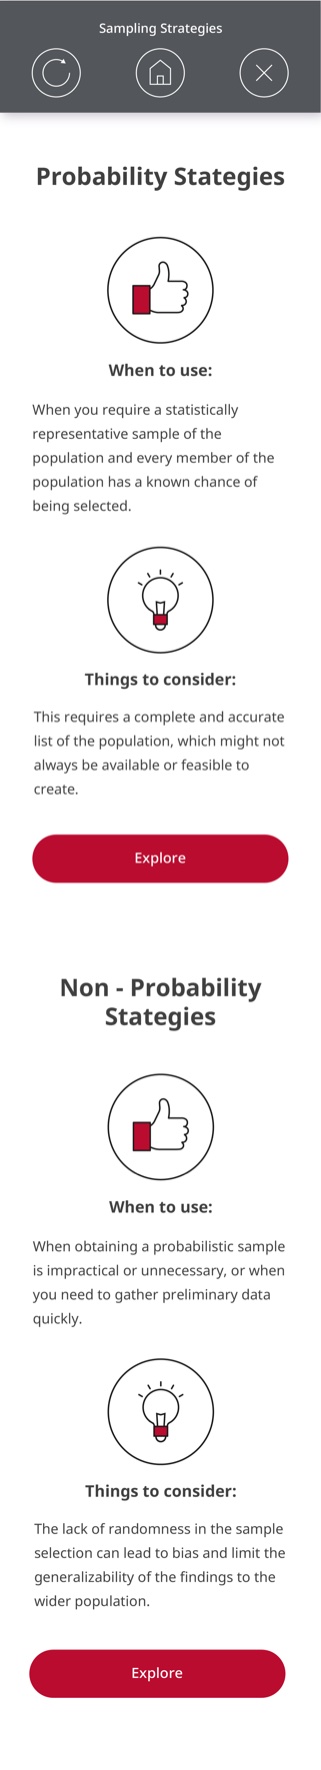 Sampling Strategies
Probability Stategies
When to use:
When you require a statistically
representative sample of the
population and every member of the
population has a known chance of
being selected.
Things to consider:
This requires a complete and accurate
list of the population, which might not
always be available or feasible to
create.
Explore
Non - Probability
Stategies
When to use:
When obtaining a probabilistic sample
is impractical or unnecessary, or when
you need to gather preliminary data
quickly.
Things to consider:
The lack of randomness in the sample
selection can lead to bias and limit the
generalizability of the findings to the
wider population.
Explore